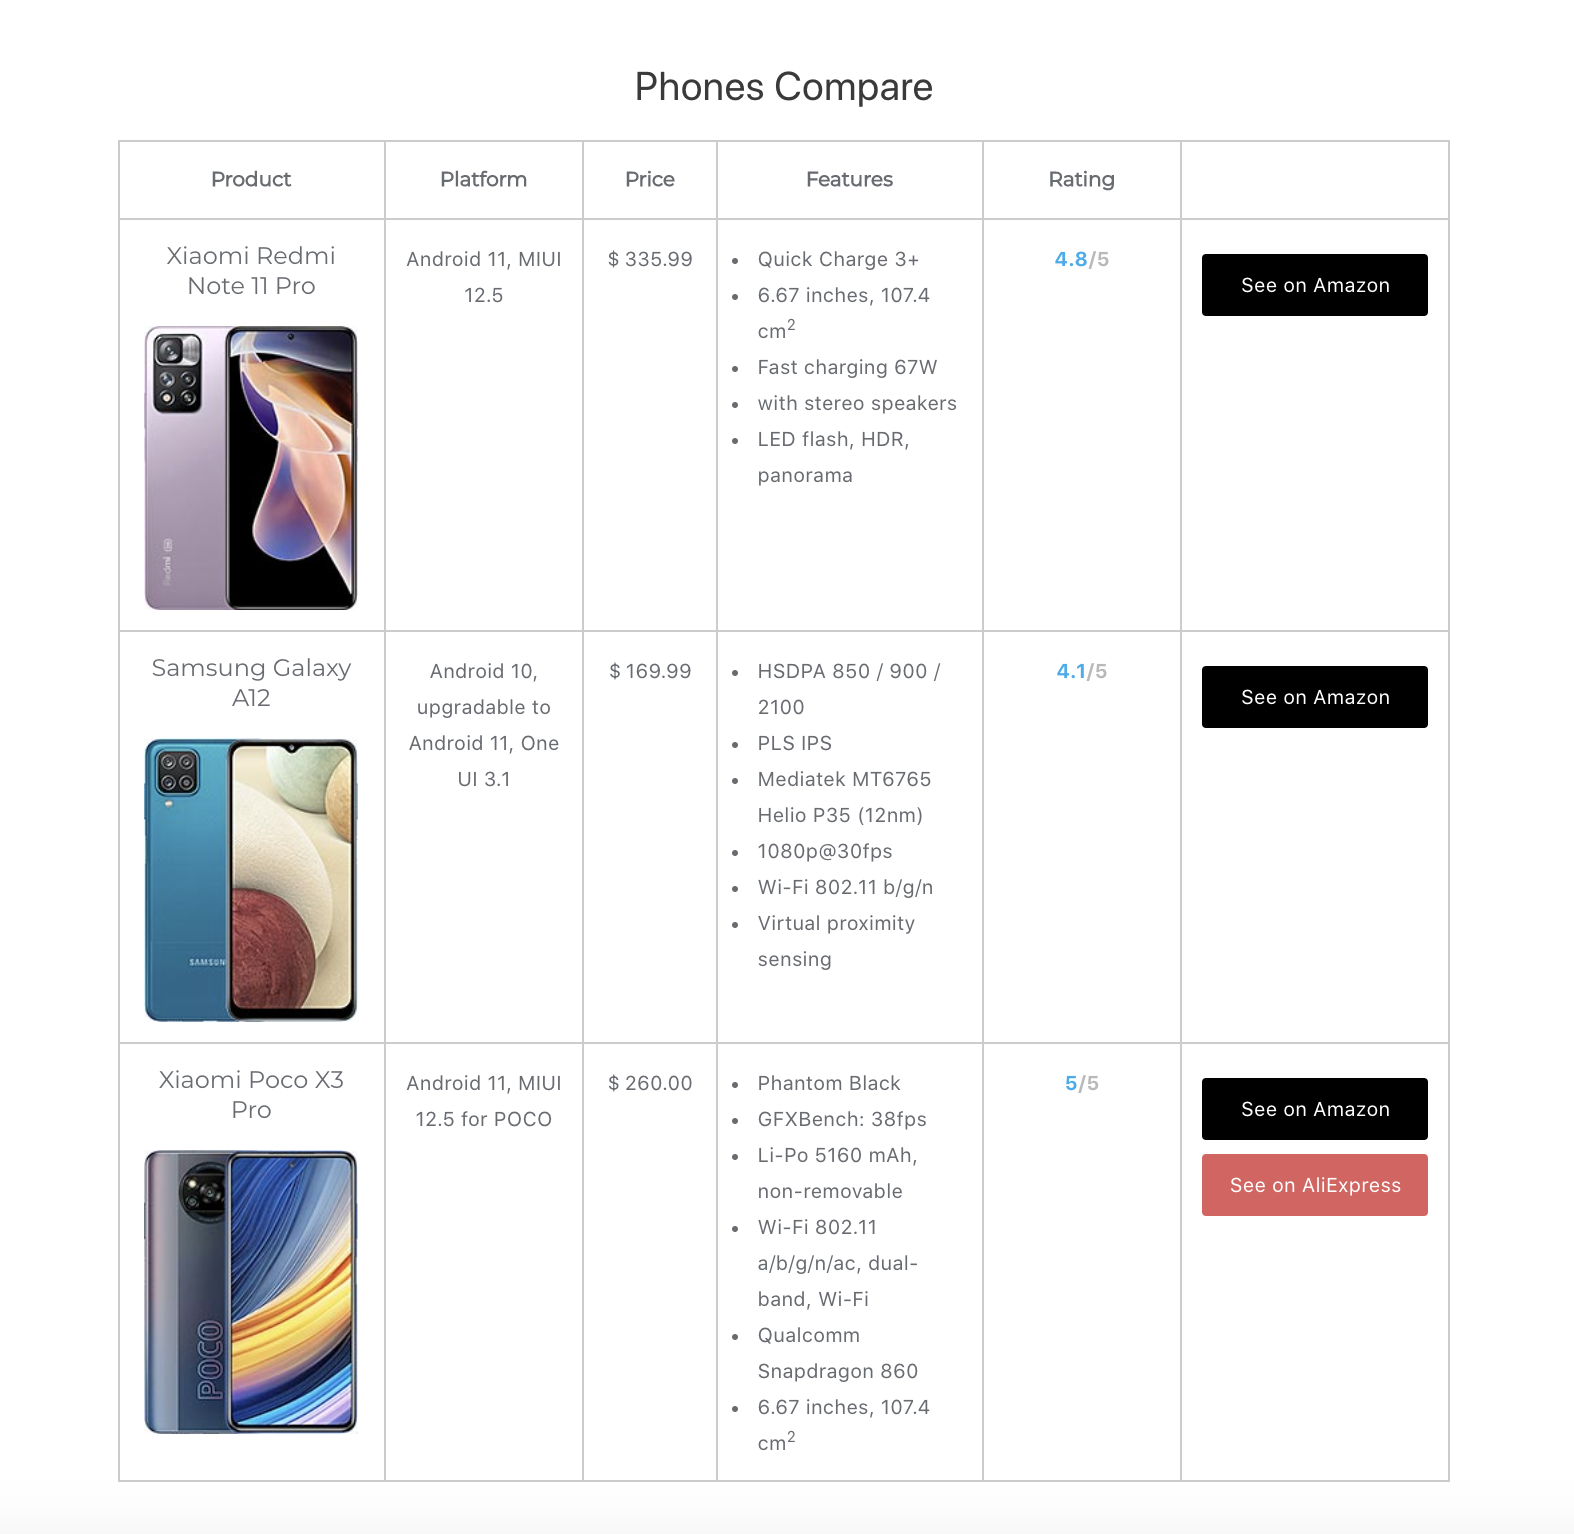 Phones Compare
Product
Platform
Price
Features
Rating
Xiaomi Redmi
Note 11 Pro
Redmi
Android 11, MIUI
12.5
$ 335.99
Quick Charge 3+
6.67 inches, 107.4
cm2
Fast charging 67W
with stereo speakers
LED flash, HDR,
panorama
4.8/5
See on Amazon
Samsung Galaxy
A12
SAMSUN
Android 10,
upgradable to
Android 11, One
UI 3.1
$ 169.99
HSDPA 850 / 900 /
2100
PLS IPS
Mediatek MT6765
Helio P35 (12nm)
1080p@30fps
Wi-Fi 802.11 b/g/n
Virtual proximity
sensing
4.1/5
See on Amazon
Xiaomi Poco X3
Pro
POCO
Android 11, MIUI
12.5 for POCO
$ 260.00
Phantom Black
GFXBench: 38fps
Li-Po 5160 mAh,
non-removable
Wi-Fi 802.11
a/b/g/n/ac, dual-
band, Wi-Fi
Qualcomm
Snapdragon 860
6.67 inches, 107.4
cm2
5/5
See on Amazon
See on AliExpress